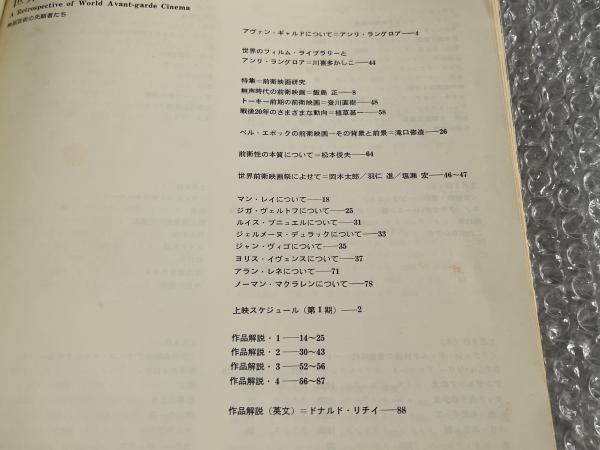 A Retrospective of World Avant-garde Cinema
映画芸術の先駆者たち
アヴァン・ギャルドについて=アンリ・ラングロア—4
世界のフィルム・ライブラリーと
アンリ・ラングロア=川喜多かしこ—44
特集=前衛映画研究
無声時代の前衛映画=飯島 正—8
トーキー前期の前衛映画=登川直樹—48
戦後20年のさまざまな動向=植草甚一—58
ベル・エポックの前衛映画—その背景と前景=滝口修造—26
前衛性の本質について=松本俊夫—64
世界前衛映画祭によせて=岡本太郎/羽仁 進/塩瀬 宏—46〜47
マン・レイについて—18
ジガ・ヴェルトフについて—25
ルイス・ブニュエルについて—31
ジェルメーヌ・デュラックについて—33
ジャン・ヴィゴについて—35
ヨリス・イヴェンスについて—37
アラン・レネについて—71
ノーマン・マクラレンについて—78
上映スケジュール(第1期)—2
作品解説・1—14〜25
作品解説・2—30〜43
作品解説・3—52〜56
作品解説・4—56〜87
作品解説(英文)=ドナルド・リチイ—88